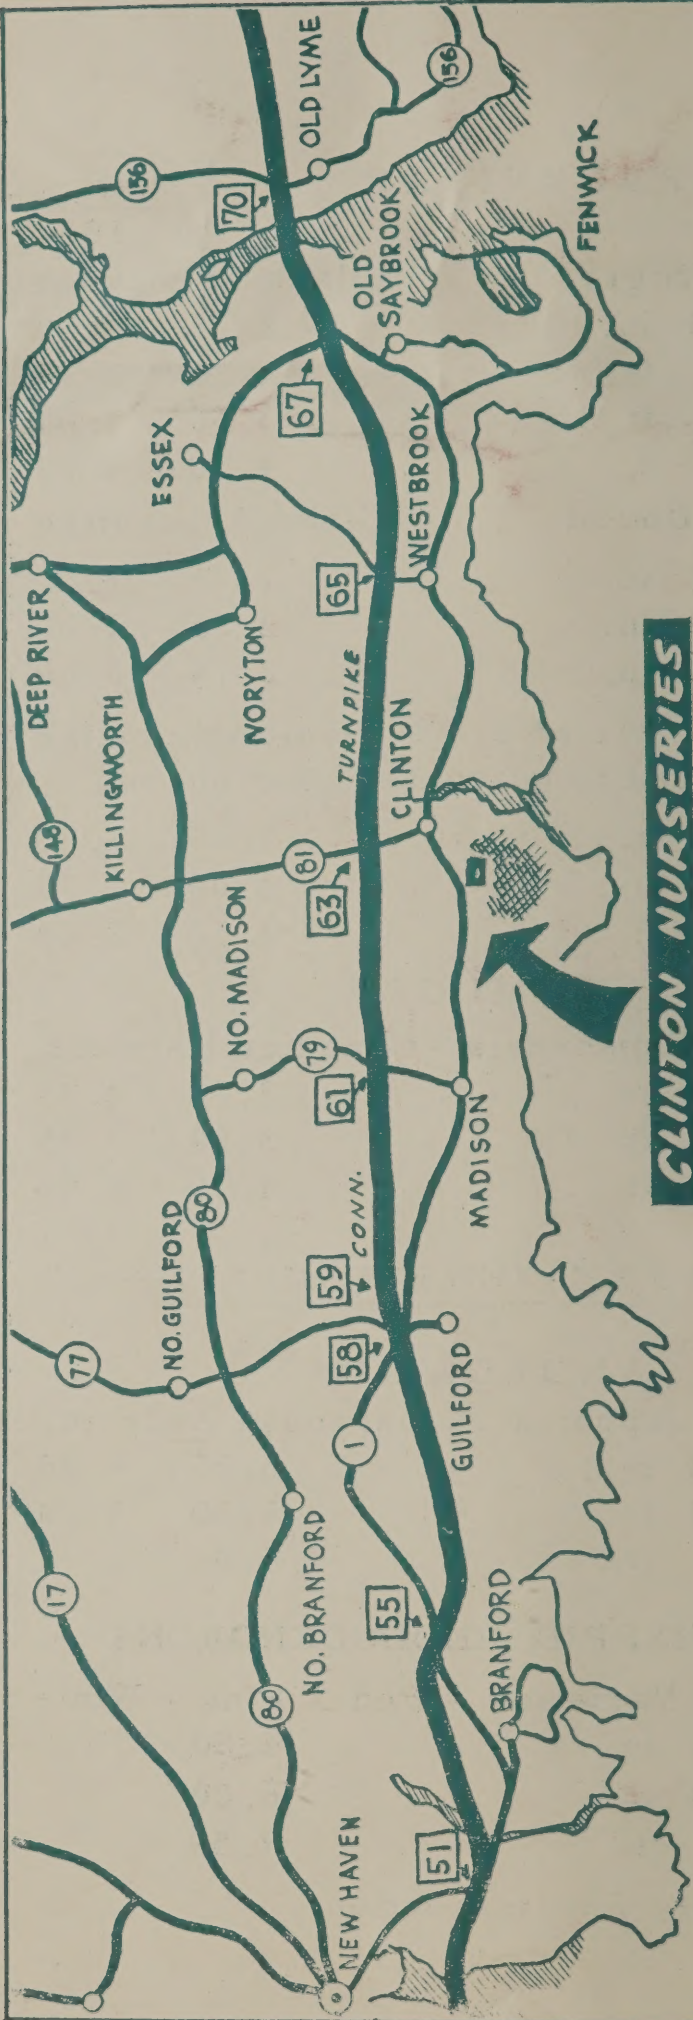 156
OLD LYME
156
70
OLD
SAYBROOK
FENWICK
67
ESSEX
WESTBROOK
65
DEEP RIVER
IVORYTON
TURNPIKE
KILLINGWORTH
148
CLINTON
81
63
NO. MADISON
79
61
MADISON
CLINTON NURSERIES
CONN.
80
NO. GUILFORD
59
58
77
GUILFORD
1
17
NO. BRANFORD
55
BRANFORD
80
51
NEW HAVEN